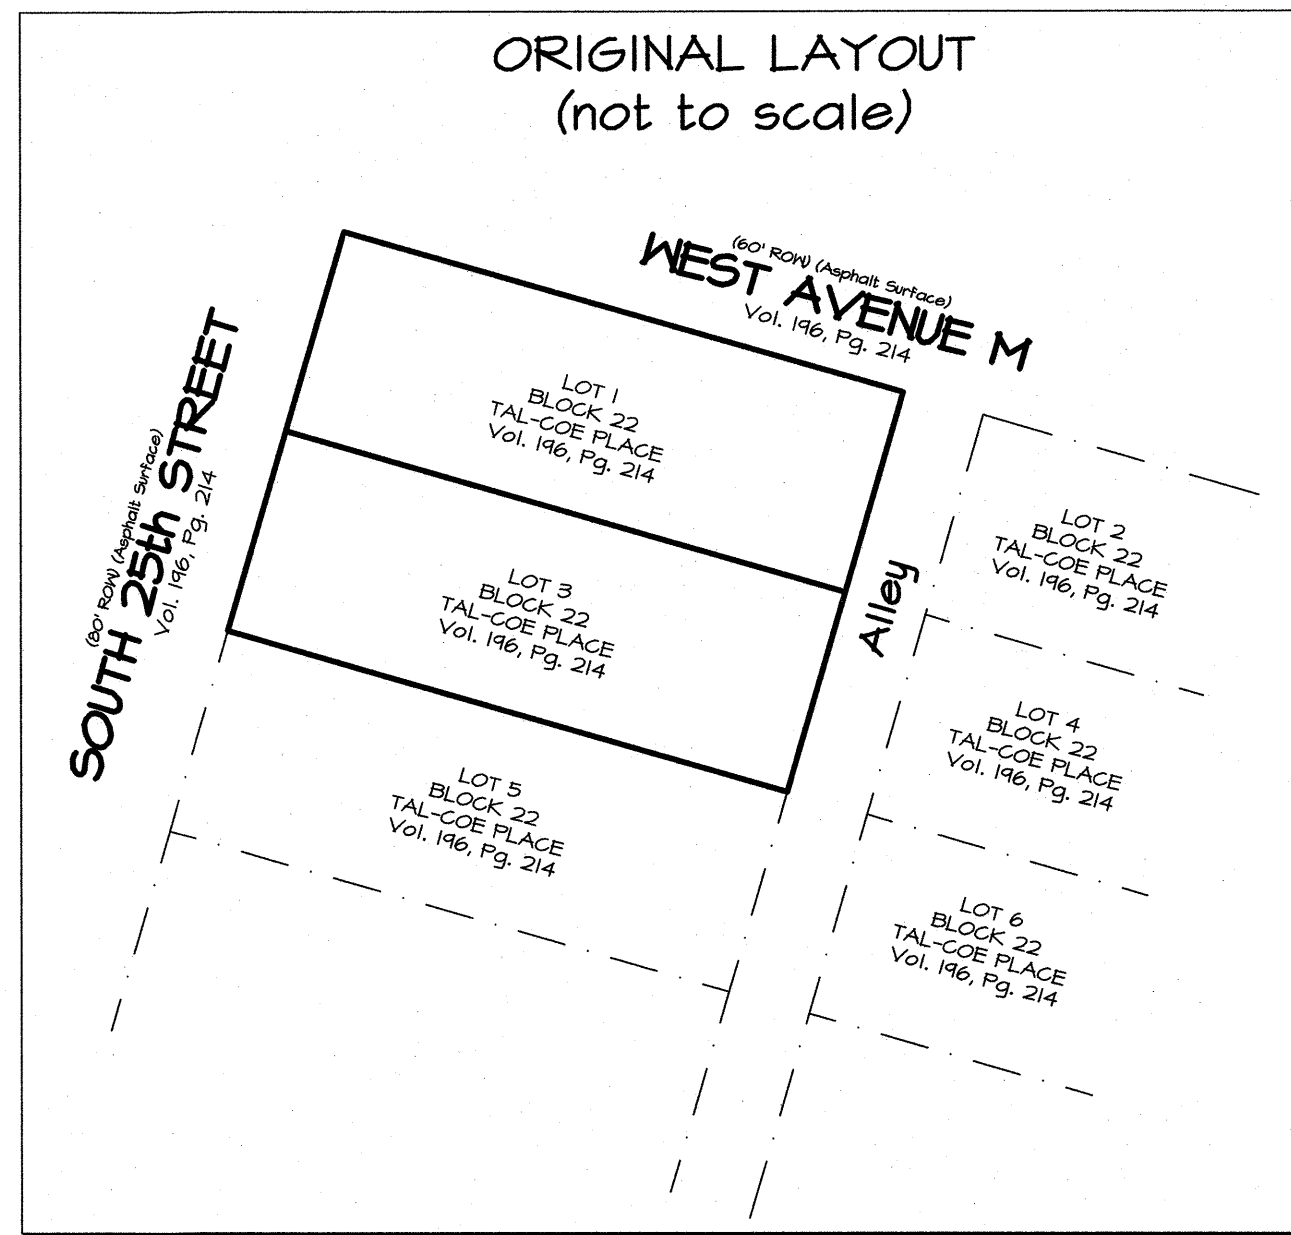 ORIGINAL LAYOUT
(not to scale)
(60' ROW) (Asphalt Surface)
WEST AVENUE M
Vol. 196, Pg. 214
(80' ROW) (Asphalt Surface)
SOUTH 25th STREET
Vol. 196, Pg. 214
LOT 1
BLOCK 22
TAL-COE PLACE
Vol. 196, Pg. 214
LOT 2
BLOCK 22
TAL-COE PLACE
Vol. 196, Pg. 214
Alley
LOT 3
BLOCK 22
TAL-COE PLACE
Vol. 196, Pg. 214
LOT 4
BLOCK 22
TAL-COE PLACE
Vol. 196, Pg. 214
LOT 5
BLOCK 22
TAL-COE PLACE
Vol. 196, Pg. 214
LOT 6
BLOCK 22
TAL-COE PLACE
Vol. 196, Pg. 214